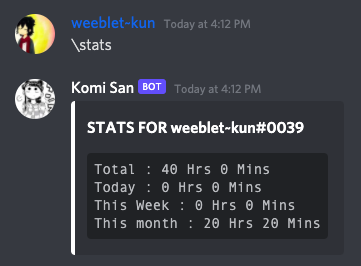 weeblet-kun Today at 4:12 PM
\stats
Komi San BOT Today at 4:12 PM
STATS FOR weeblet-kun#0039
Total : 40 Hrs 0 Mins
Today : 0 Hrs 0 Mins
This Week : 0 Hrs 0 Mins
This month : 20 Hrs 20 Mins